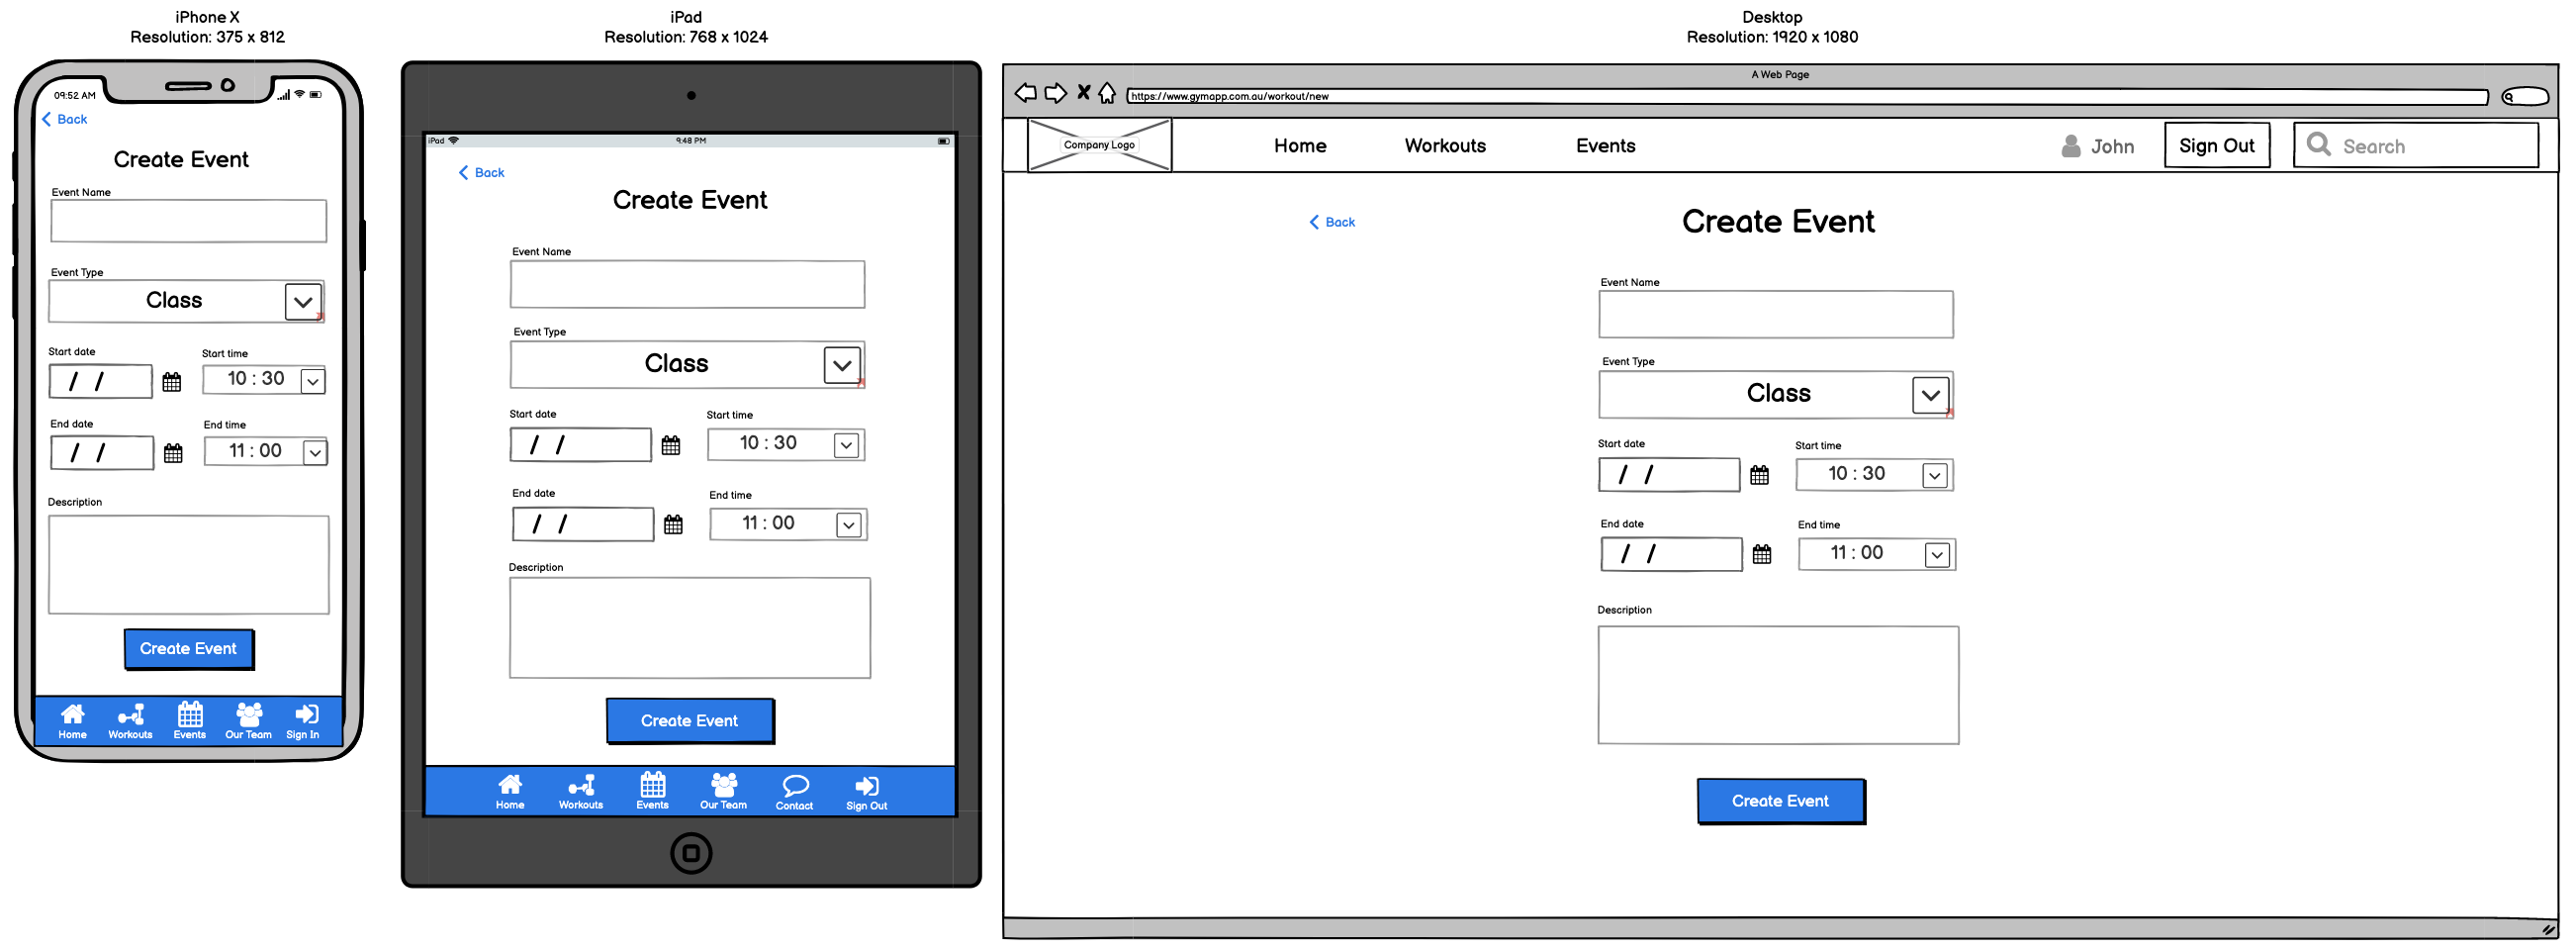 iPhone X
Resolution: 375 x 812
09:52 AM
Back
Create Event
Event Name
Event Type
Class
Start date
Start time
/ /
10 : 30
End date
End time
/ /
11 : 00
Description
Create Event
Home
Workouts
Events
Our Team
Sign In
iPad
Resolution: 768 x 1024
iPad
9:48 PM
Back
Create Event
Event Name
Event Type
Class
Start date
Start time
/ /
10 : 30
End date
End time
/ /
11 : 00
Description
Create Event
Home
Workouts
Events
Our Team
Contact
Sign Out
Desktop
Resolution: 1920 x 1080
A Web Page
https://www.gymapp.com.au/workout/new
Company Logo
Home
Workouts
Events
John
Sign Out
Search
Back
Create Event
Event Name
Event Type
Class
Start date
Start time
/ /
10 : 30
End date
End time
/ /
11 : 00
Description
Create Event